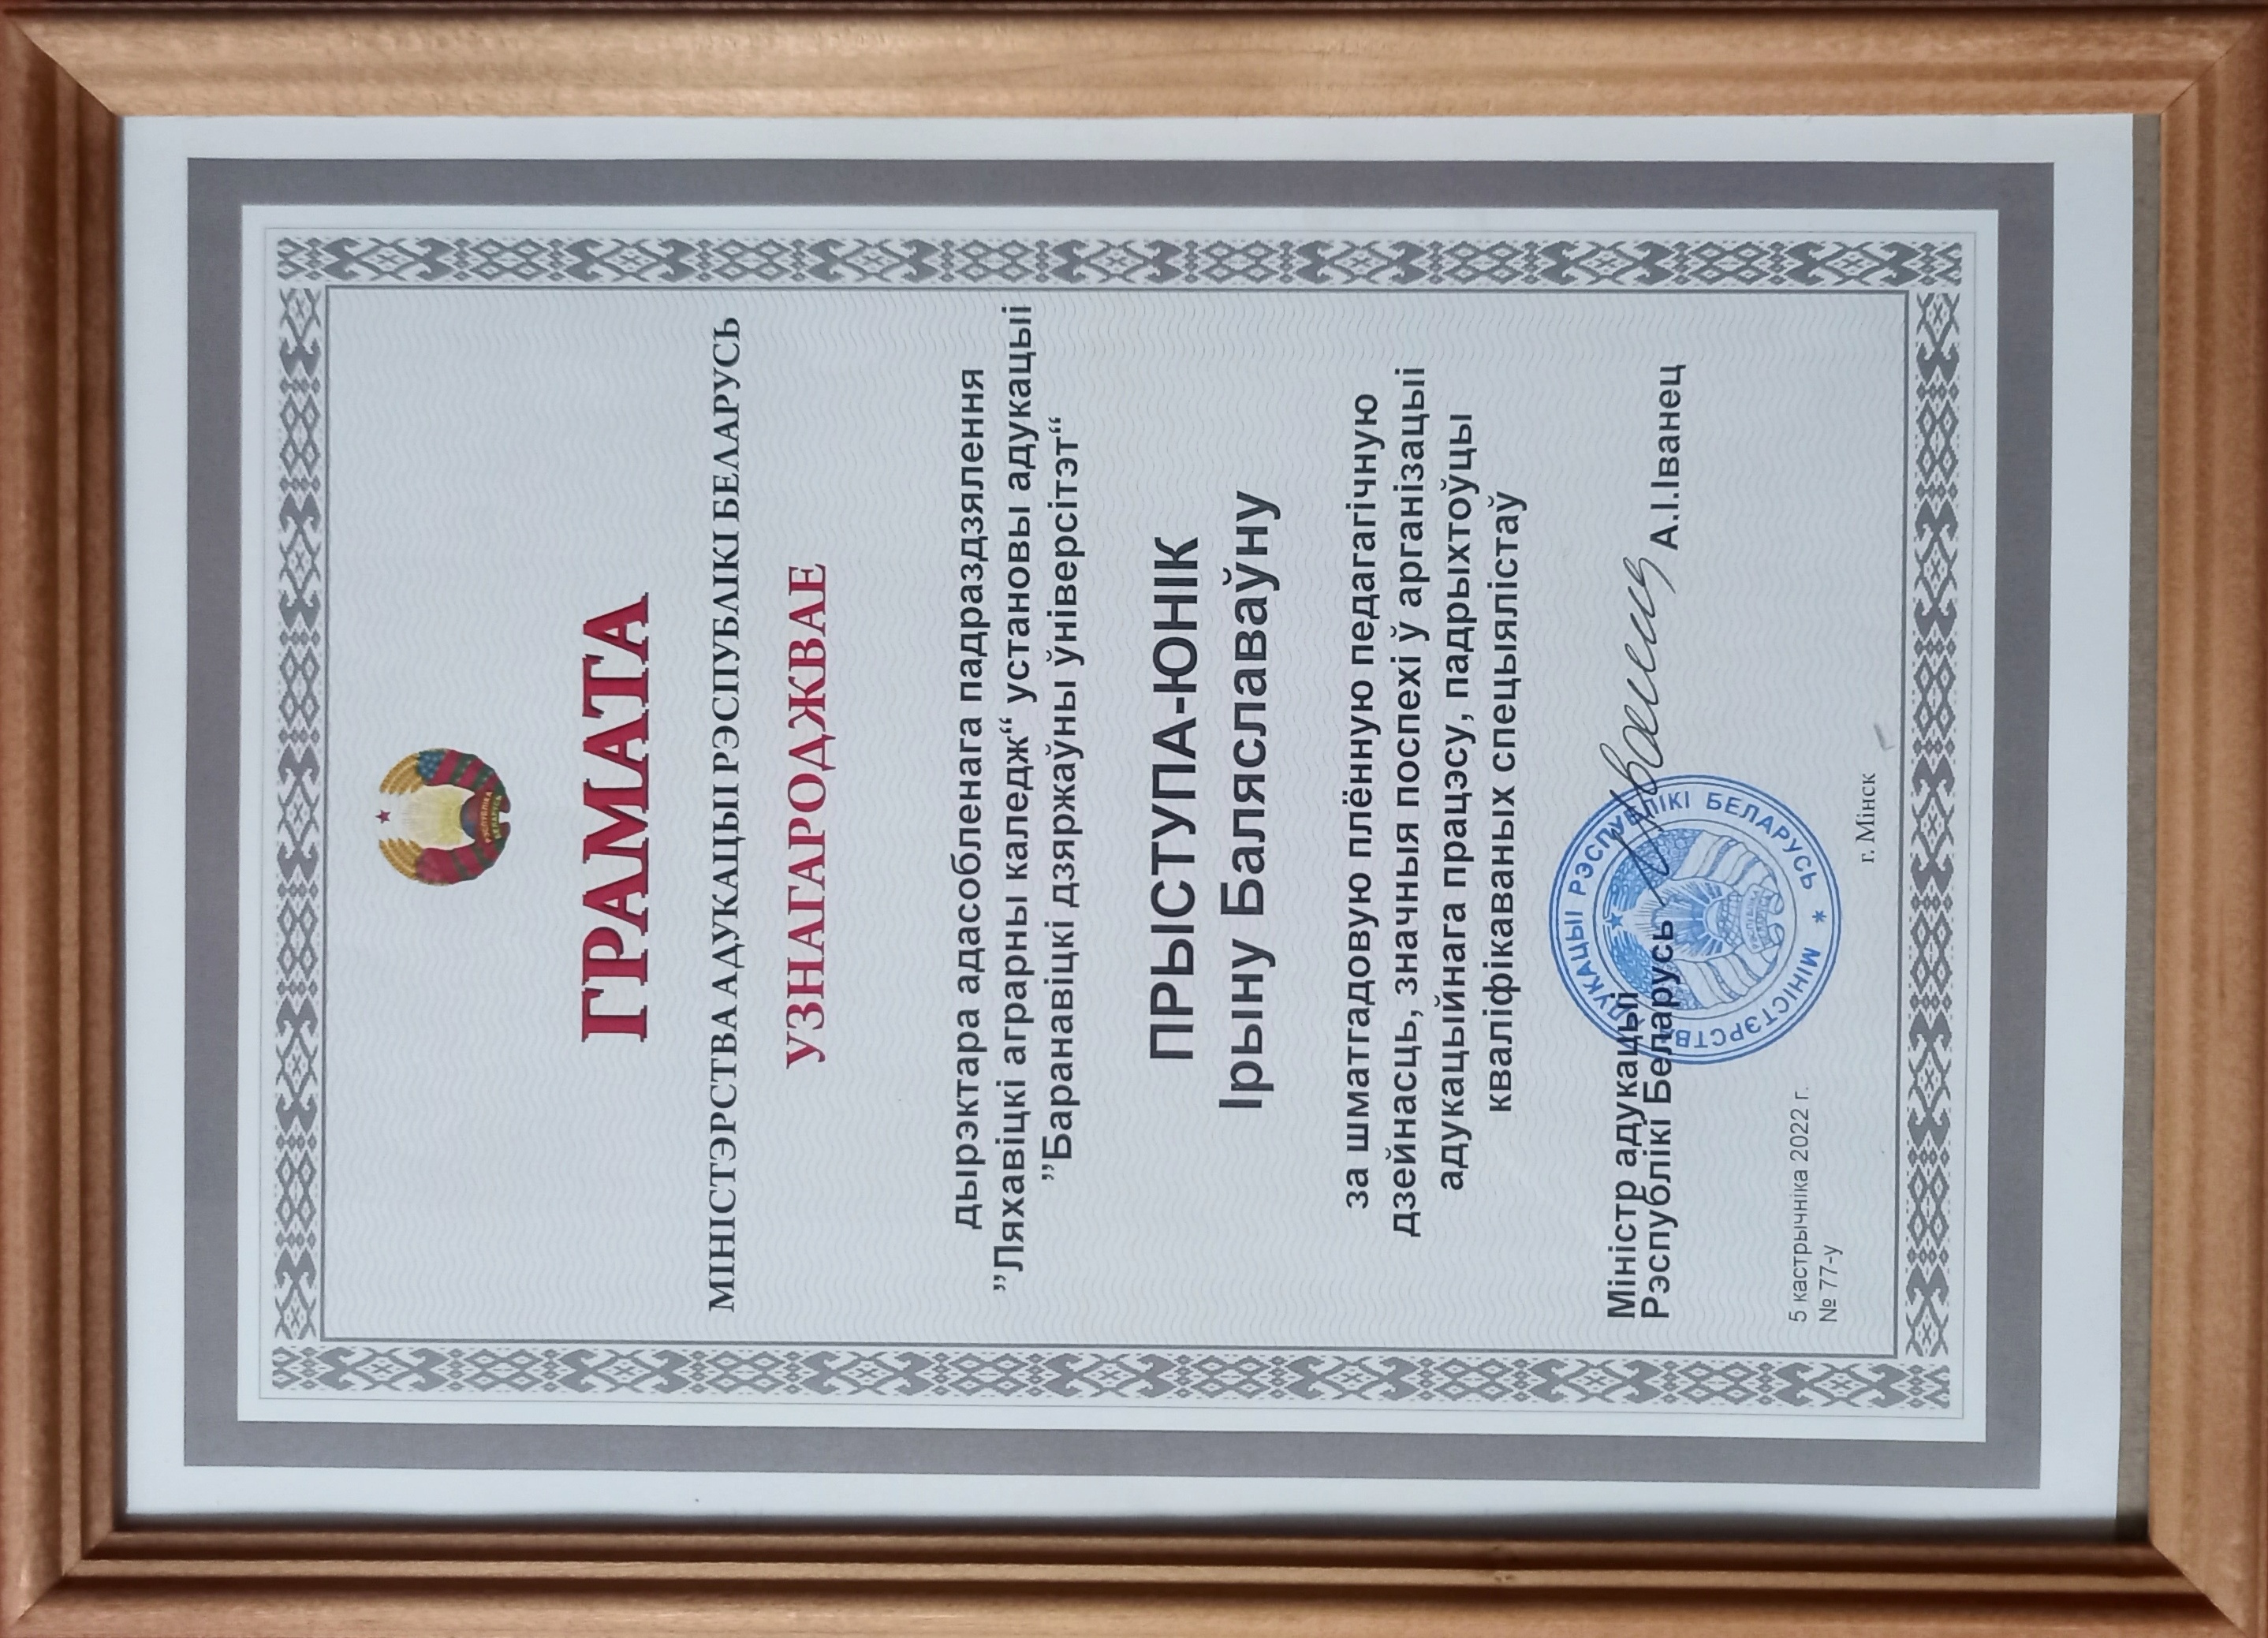 РЭСПУБЛІКА
БЕЛАРУСЬ
ГРАМАТА
МІНІСТЭРСТВА АДУКАЦЫІ РЭСПУБЛІКІ БЕЛАРУСЬ
УЗНАГАРОДЖВАЕ
дырэктара адасобленага падраздзялення
”Ляхавіцкі аграрны каледж“ установы адукацыі
”Баранавіцкі дзяржаўны ўніверсітэт“
ПРЫСТУПА-ЮНІК
Ірыну Баляславаўну
за шматгадовую плённую педагагічную
дзейнасць, значныя поспехі ў арганізацыі
адукацыйнага працэсу, падрыхтоўцы
кваліфікаваных спецыялістаў
Міністр адукацыі
Рэспублікі Беларусь А.І.Іванец
МІНІСТЭРСТВА АДУКАЦЫІ РЭСПУБЛІКІ БЕЛАРУСЬ *
5 кастрычніка 2022 г.
№ 77-у
г. Мінск